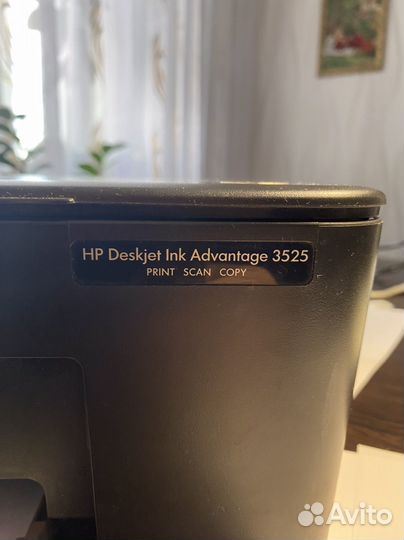 HP Deskjet Ink Advantage 3525
PRINT SCAN COPY
Avito